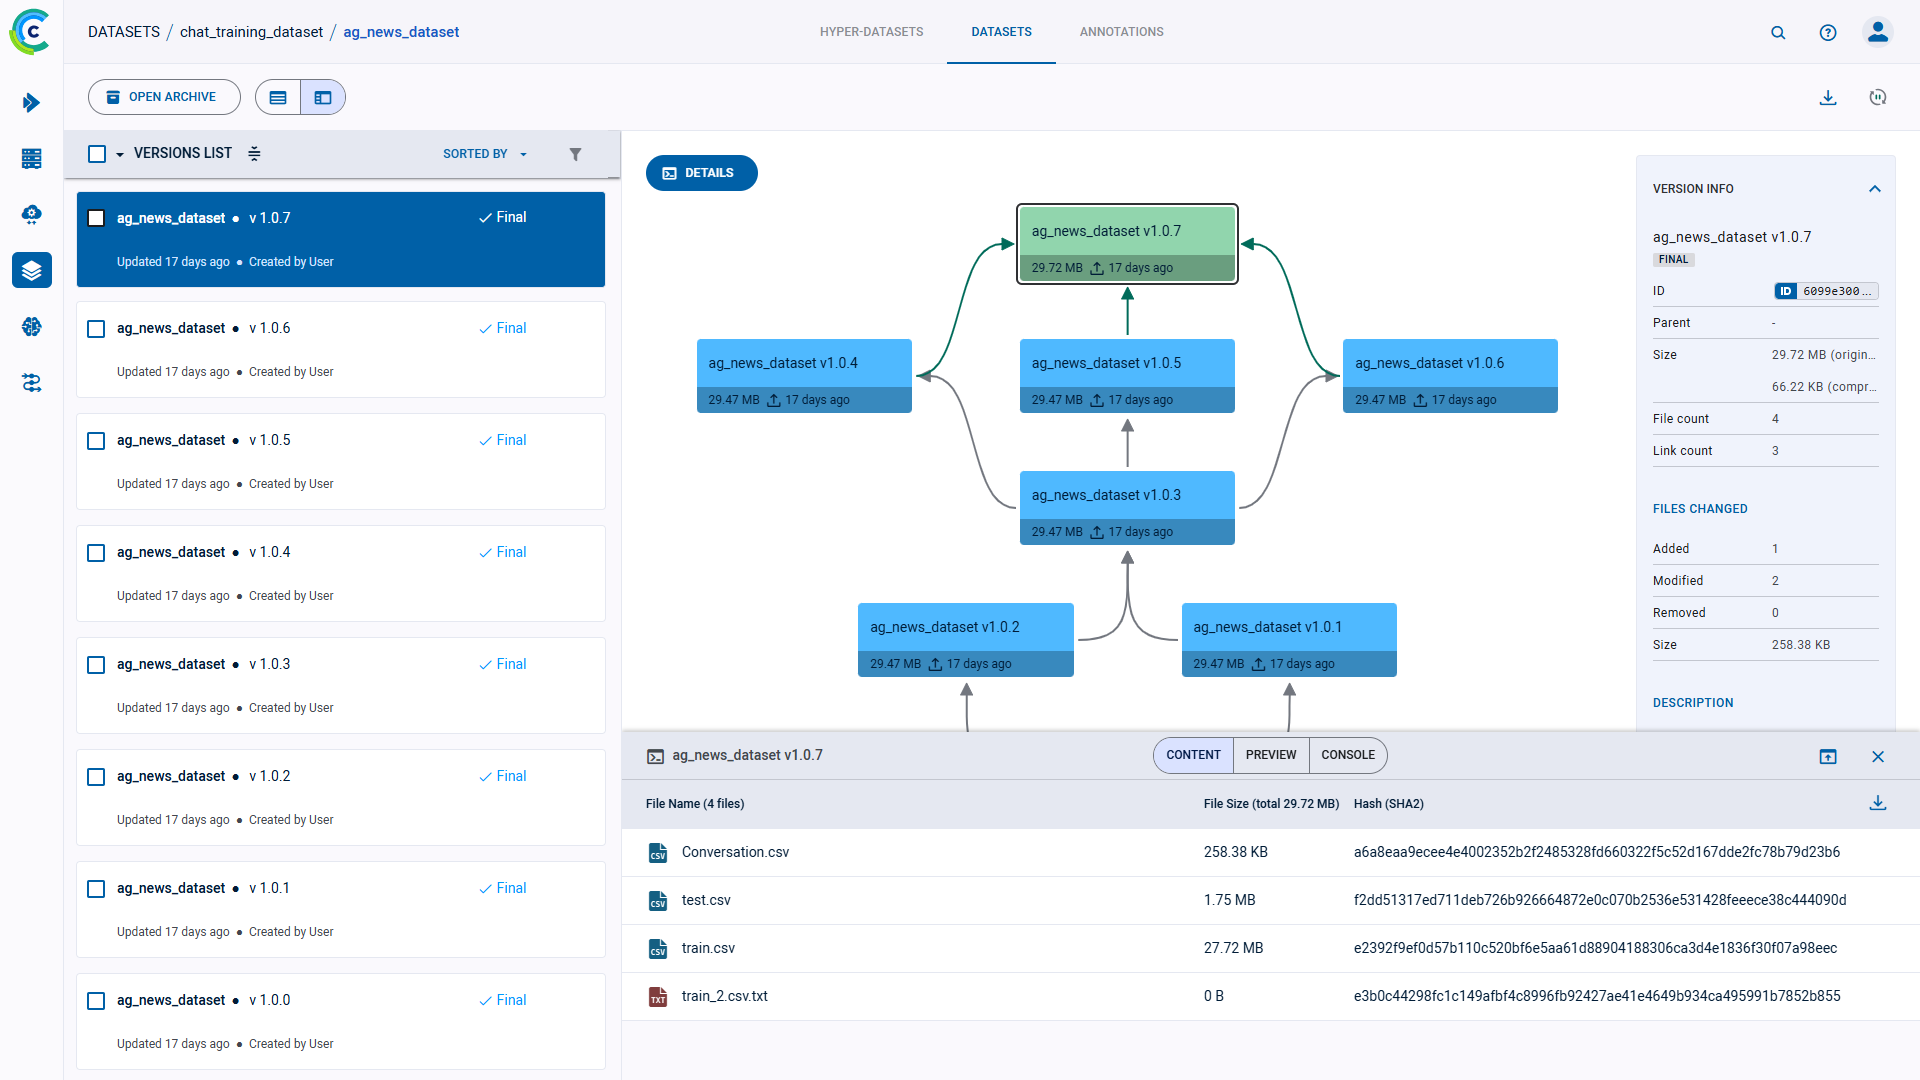 DATASETS / chat_training_dataset / ag_news_dataset
HYPER-DATASETS
DATASETS
ANNOTATIONS
OPEN ARCHIVE
VERSIONS LIST
SORTED BY
ag_news_dataset • v 1.0.7
Final
Updated 17 days ago • Created by User
ag_news_dataset • v 1.0.6
Final
Updated 17 days ago • Created by User
ag_news_dataset • v 1.0.5
Final
Updated 17 days ago • Created by User
ag_news_dataset • v 1.0.4
Final
Updated 17 days ago • Created by User
ag_news_dataset • v 1.0.3
Final
Updated 17 days ago • Created by User
ag_news_dataset • v 1.0.2
Final
Updated 17 days ago • Created by User
ag_news_dataset • v 1.0.1
Final
Updated 17 days ago • Created by User
ag_news_dataset • v 1.0.0
Final
Updated 17 days ago • Created by User
DETAILS
ag_news_dataset v1.0.7
29.72 MB 17 days ago
ag_news_dataset v1.0.4
29.47 MB 17 days ago
ag_news_dataset v1.0.5
29.47 MB 17 days ago
ag_news_dataset v1.0.6
29.47 MB 17 days ago
ag_news_dataset v1.0.3
29.47 MB 17 days ago
ag_news_dataset v1.0.2
29.47 MB 17 days ago
ag_news_dataset v1.0.1
29.47 MB 17 days ago
VERSION INFO
ag_news_dataset v1.0.7
FINAL
ID ID 6099e300...
Parent -
Size 29.72 MB (origin...
66.22 KB (compr...
File count 4
Link count 3
FILES CHANGED
Added 1
Modified 2
Removed 0
Size 258.38 KB
DESCRIPTION
ag_news_dataset v1.0.7
CONTENT
PREVIEW
CONSOLE
File Name (4 files) File Size (total 29.72 MB) Hash (SHA2)
CSV Conversation.csv 258.38 KB a6a8eaa9ecee4e4002352b2f2485328fd660322f5c52d167dde2fc78b79d23b6
CSV test.csv 1.75 MB f2dd51317ed711deb726b926664872e0c070b2536e531428feeece38c444090d
CSV train.csv 27.72 MB e2392f9ef0d57b110c520bf6e5aa61d88904188306ca3d4e1836f30f07a98eec
TXT train_2.csv.txt 0 B e3b0c44298fc1c149afbf4c8996fb92427ae41e4649b934ca495991b7852b855